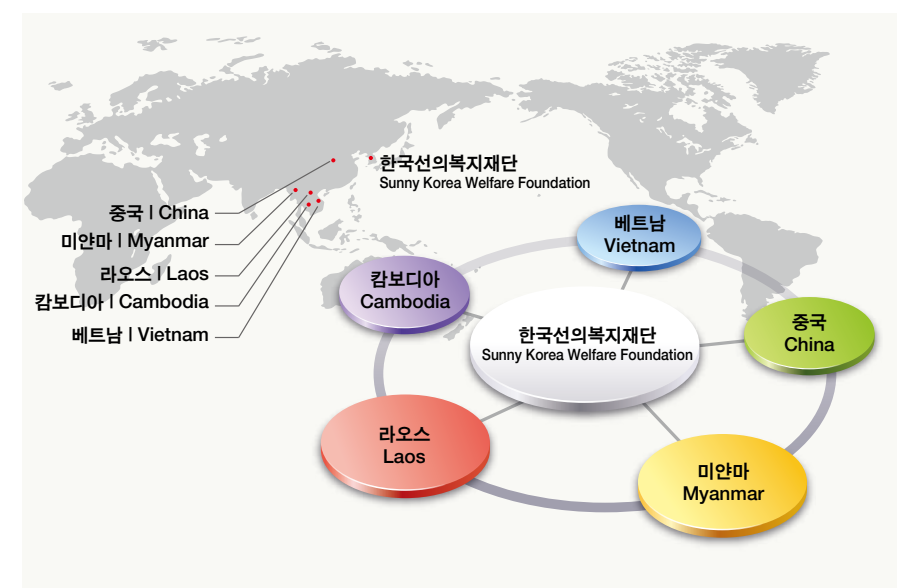 한국선의복지재단
Sunny Korea Welfare Foundation
중국 | China
미얀마 | Myanmar
라오스 | Laos
캄보디아 | Cambodia
베트남 | Vietnam
베트남
Vietnam
캄보디아
Cambodia
중국
China
한국선의복지재단
Sunny Korea Welfare Foundation
라오스
Laos
미얀마
Myanmar